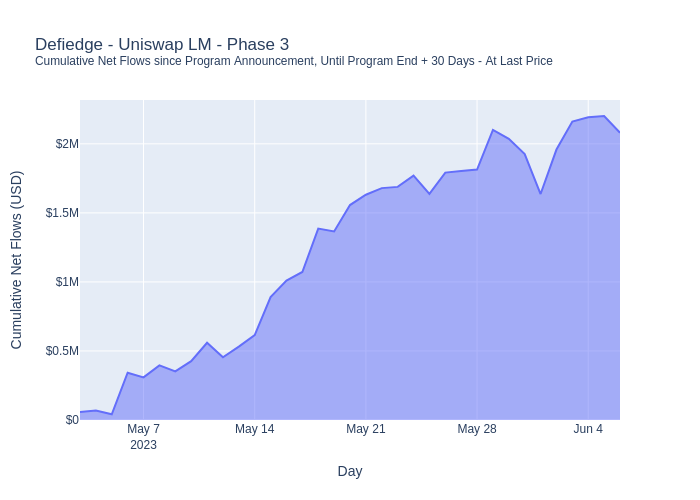 Defiedge - Uniswap LM - Phase 3
Cumulative Net Flows since Program Announcement, Until Program End + 30 Days - At Last Price
Cumulative Net Flows (USD)
$2M
$1.5M
$1M
$0.5M
$0
May 7
2023
May 14
May 21
May 28
Jun 4
Day